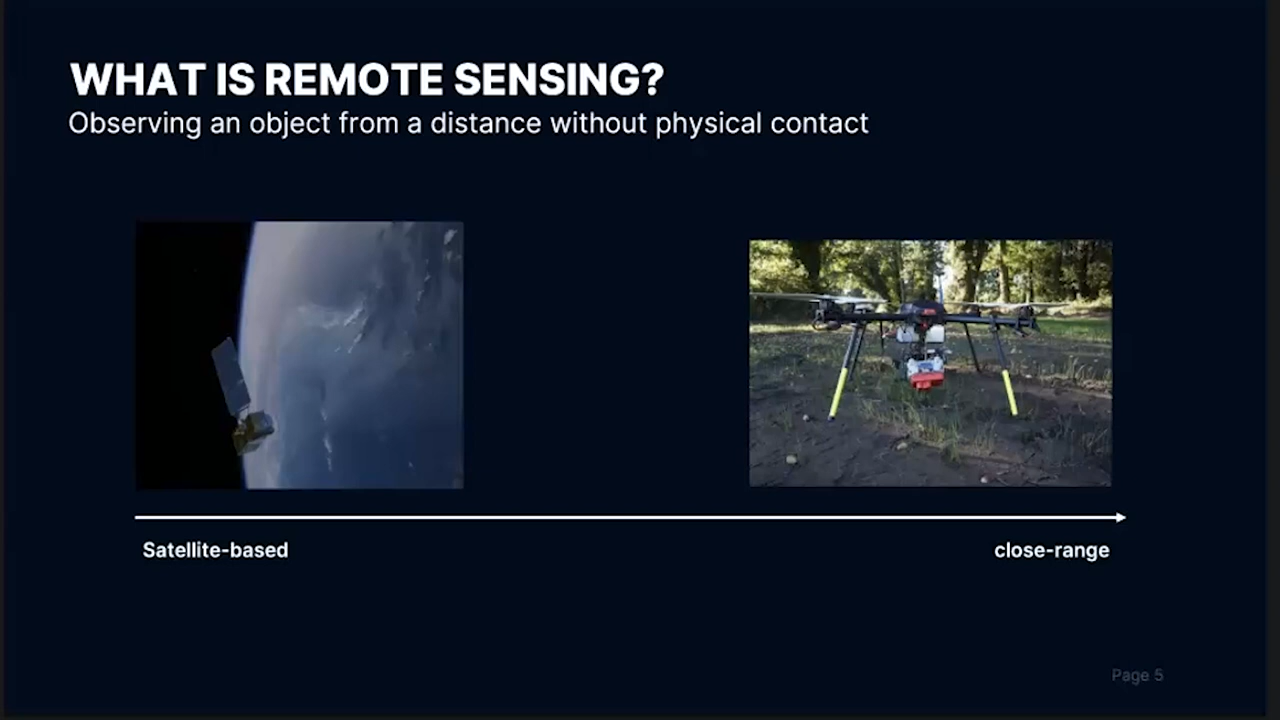 WHAT IS REMOTE SENSING?
Observing an object from a distance without physical contact
Satellite-based
close-range
Page 5